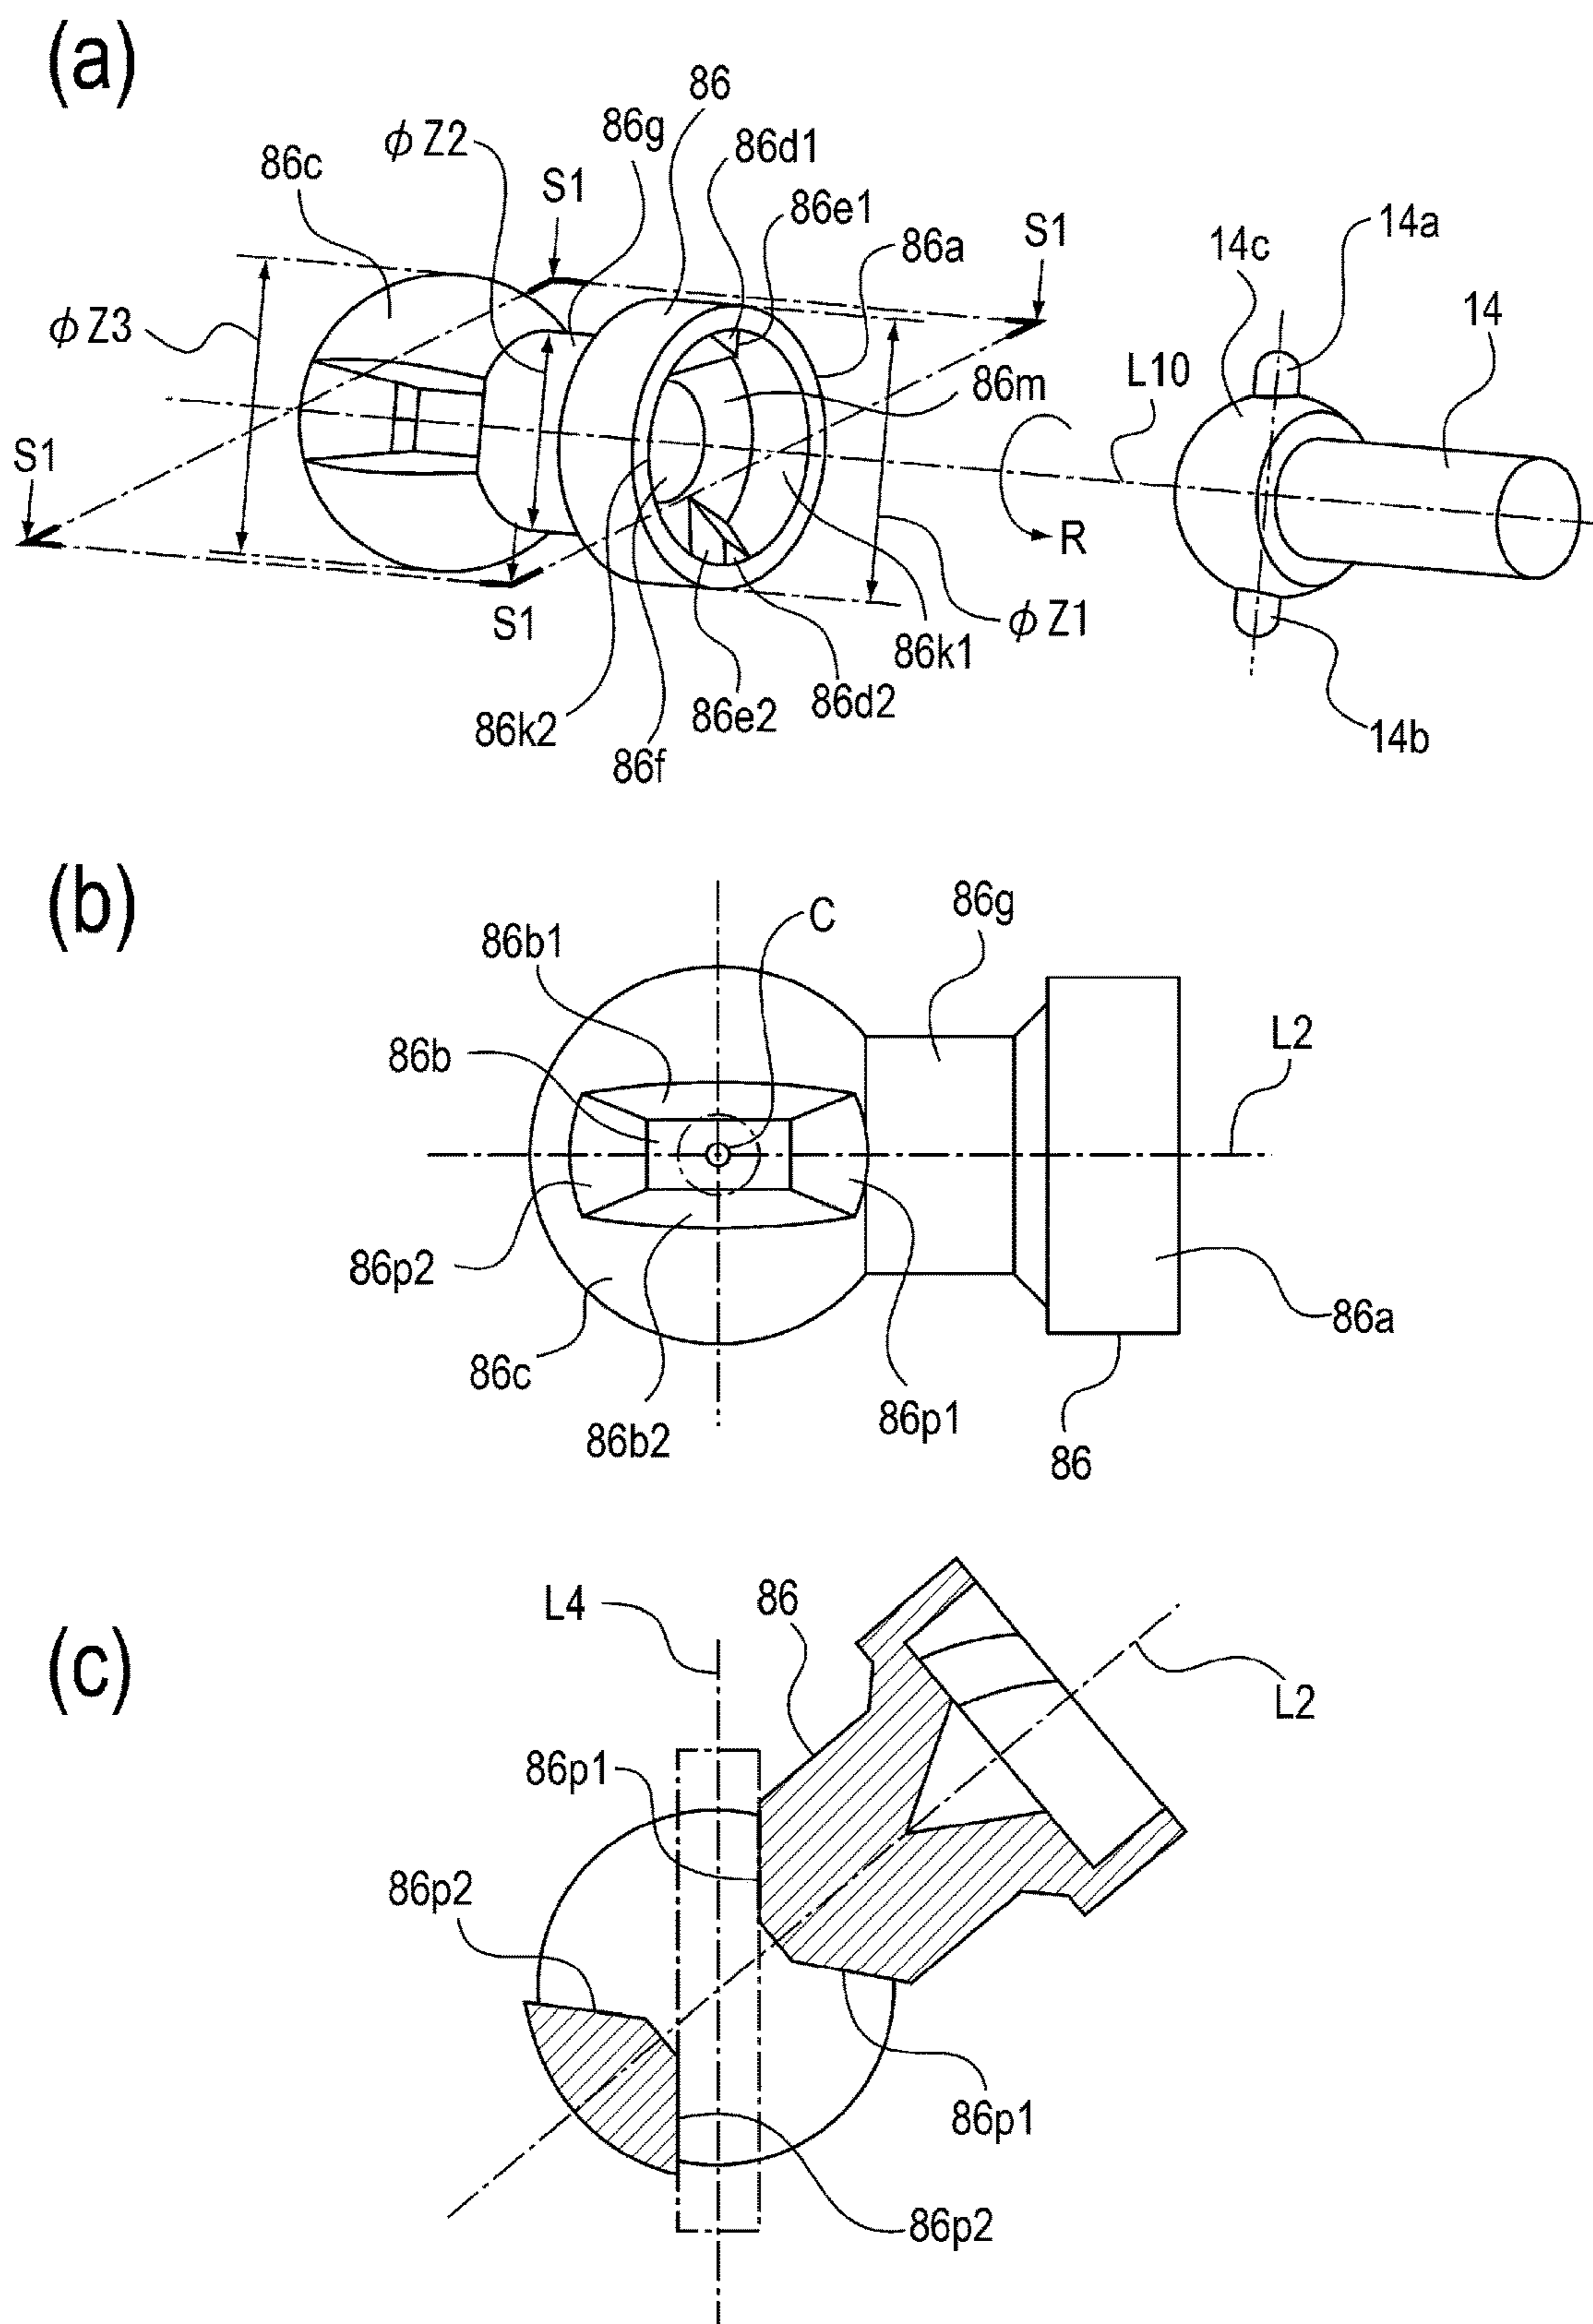 (a)
86
86g
φZ2
86d1
86c
S1
86e1
S1
86a
14a
14c
14
φZ3
L10
86m
S1
R
S1
φZ1
86k1
86d2
86e2
86k2
14b
86f
(b)
86g
C
86b1
L2
86b
86p2
86a
86c
86p1
86b2
86
(c)
L4
86
L2
86p1
86p2
86p1
86p2